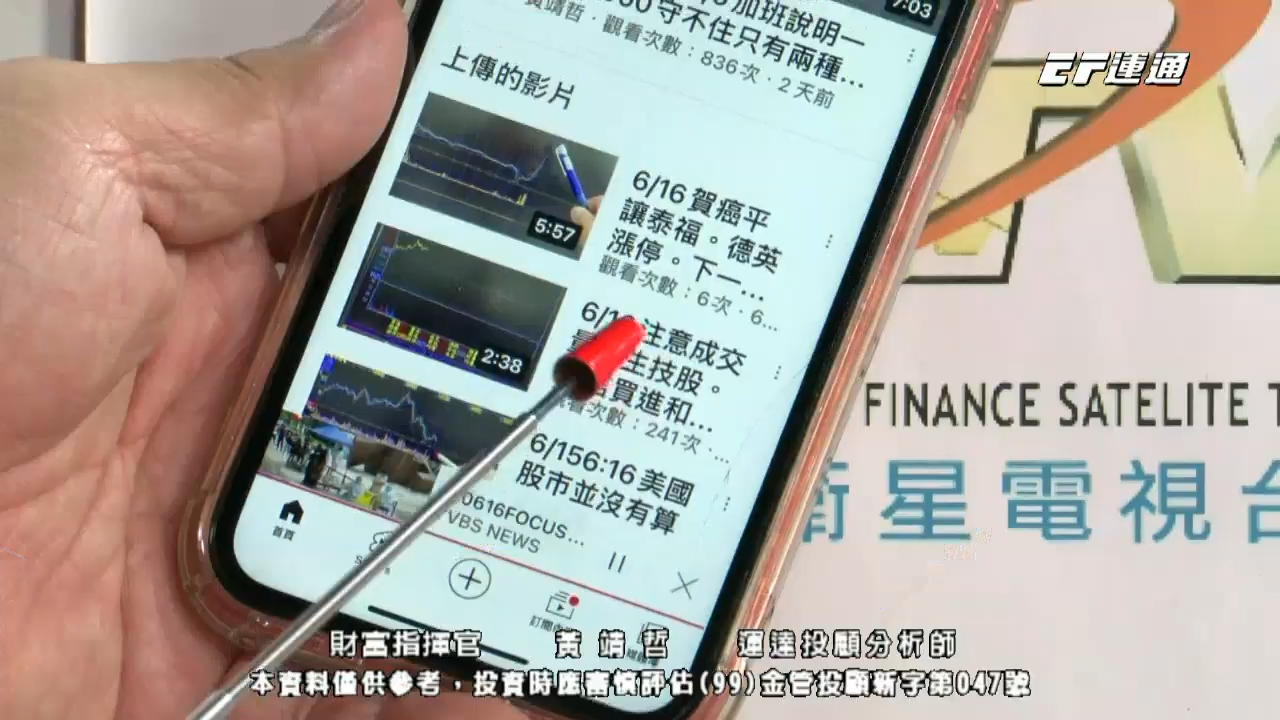 7:03
加班說明一
守不住只有兩種...
黃靖哲·觀看次數：836次·2天前
上傳的影片
5:57
6/16賀癌平
讓泰福。德英
漲停。下一...
觀看次數：6次·6...
2:38
注意成交
生技股。
買進和...
看次數：241次·...
6/156:16美國
股市並沒有算
0616FOCUS...
VBS NEWS
首頁
運通
FINANCE SATELITE T
衛星電視台
財富指揮官 黃靖哲 運達投顧分析師
本資料僅供參考，投資時應審慎評估(99)金管投顧新字第047號